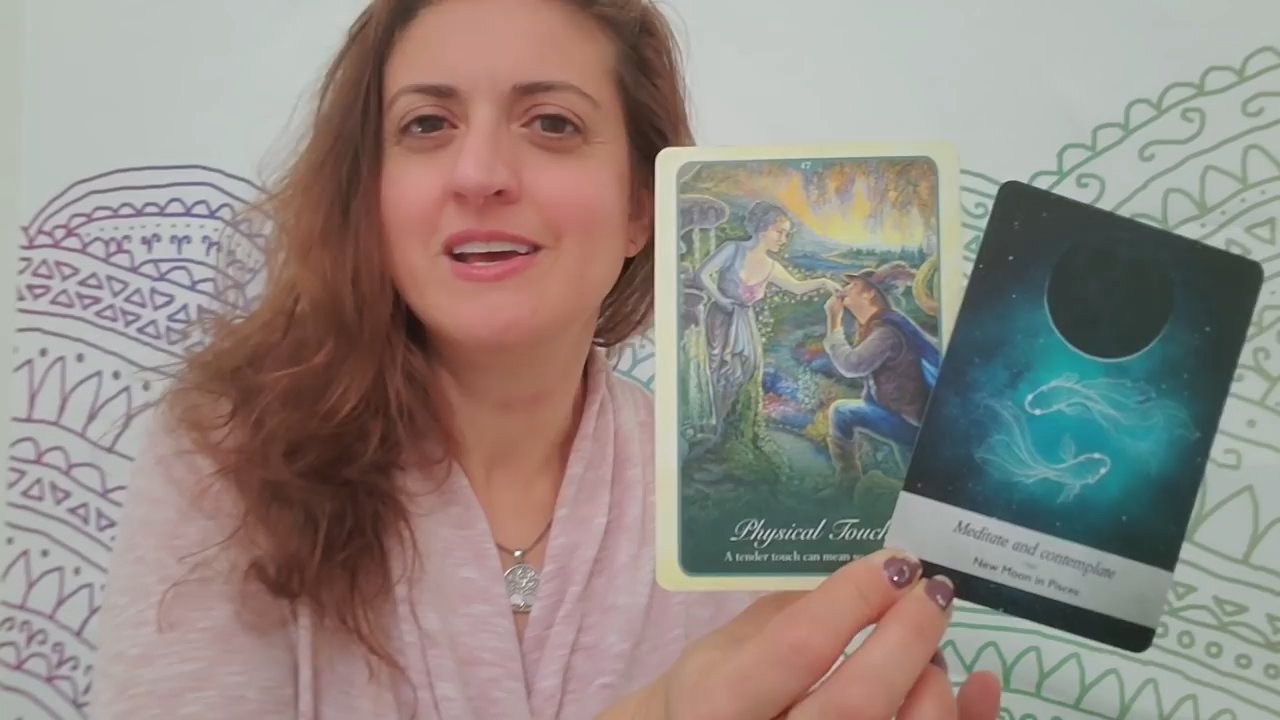 47
Physical Touch
A tender touch can mean
Meditate and contemplate
New Moon in Pisces